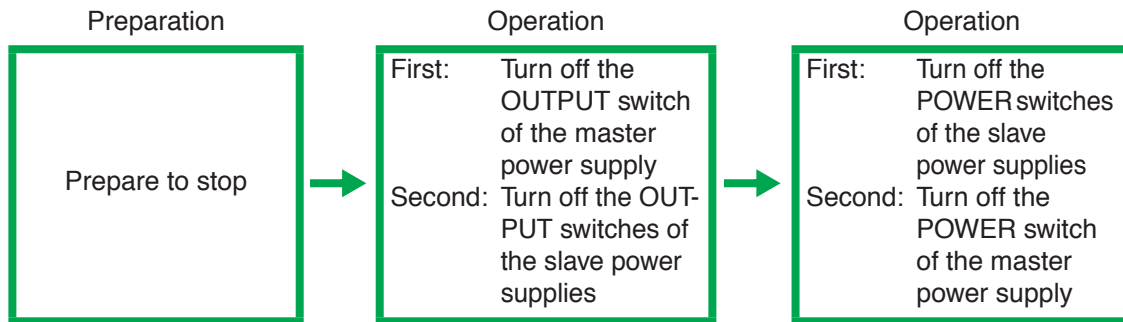 Preparation
Prepare to stop
Operation
First: Turn off the
OUTPUT switch
of the master
power supply
Second: Turn off the OUT-
PUT switches of
the slave power
supplies
Operation
First: Turn off the
POWER switches
of the slave
power supplies
Second: Turn off the
POWER switch
of the master
power supply